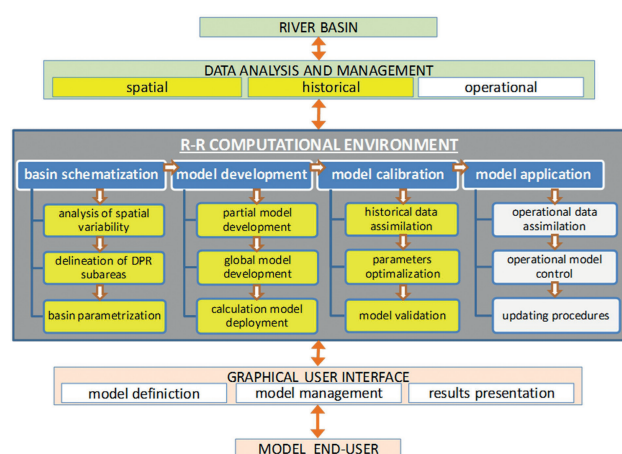 RIVER BASIN
DATA ANALYSIS AND MANAGEMENT
spatial historical operational
R-R COMPUTATIONAL ENVIRONMENT
basin schematization model development model calibration model application
analysis of spatial
variability
delineation of DPR
subareas
basin parametrization
partial model
development
global model
development
calculation model
deployment
historical data
assimilation
parameters
optimalization
model validation
operational data
assimilation
operational model
control
updating procedures
GRAPHICAL USER INTERFACE
model definition model management results presentation
MODEL END-USER